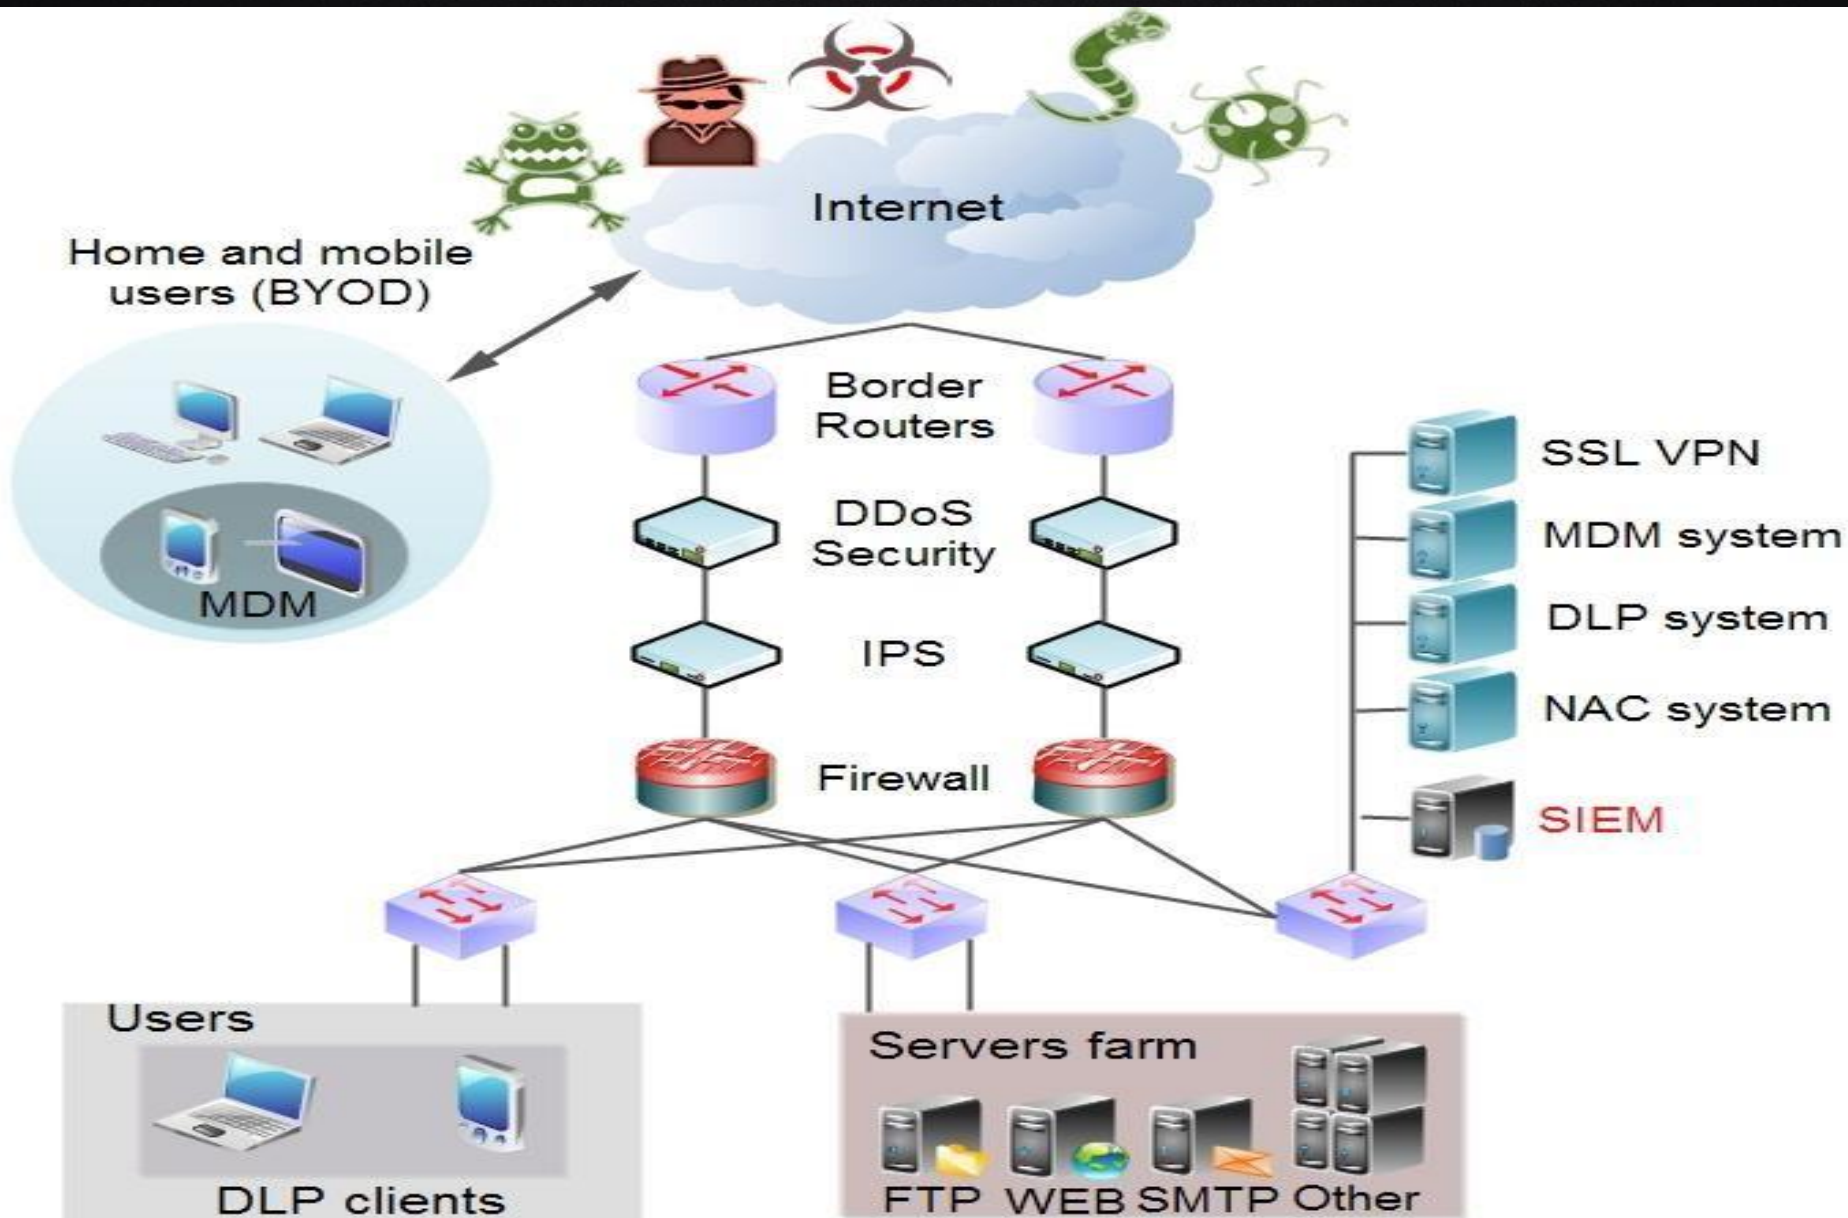 Internet
Home and mobile
users (BYOD)
MDM
Border
Routers
DDoS
Security
IPS
Firewall
SSL VPN
MDM system
DLP system
NAC system
SIEM
Users
DLP clients
Servers farm
FTP WEB SMTP Other